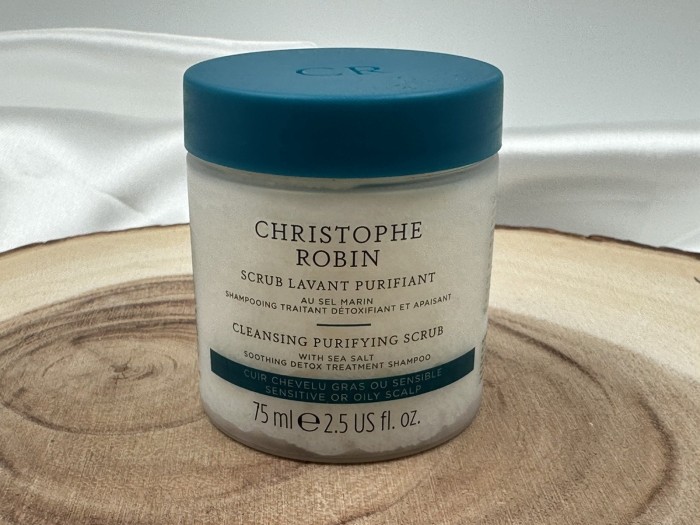 CR
CHRISTOPHE
ROBIN
SCRUB LAVANT PURIFIANT
AU SEL MARIN
SHAMPOOING TRAITANT DÉTOXIFIANT ET APAISANT
CLEANSING PURIFYING SCRUB
WITH SEA SALT
SOOTHING DETOX TREATMENT SHAMPOO
CUIR CHEVELU GRAS OU SENSIBLE
SENSITIVE OR OILY SCALP
75 ml ℮ 2.5 US fl. oz.